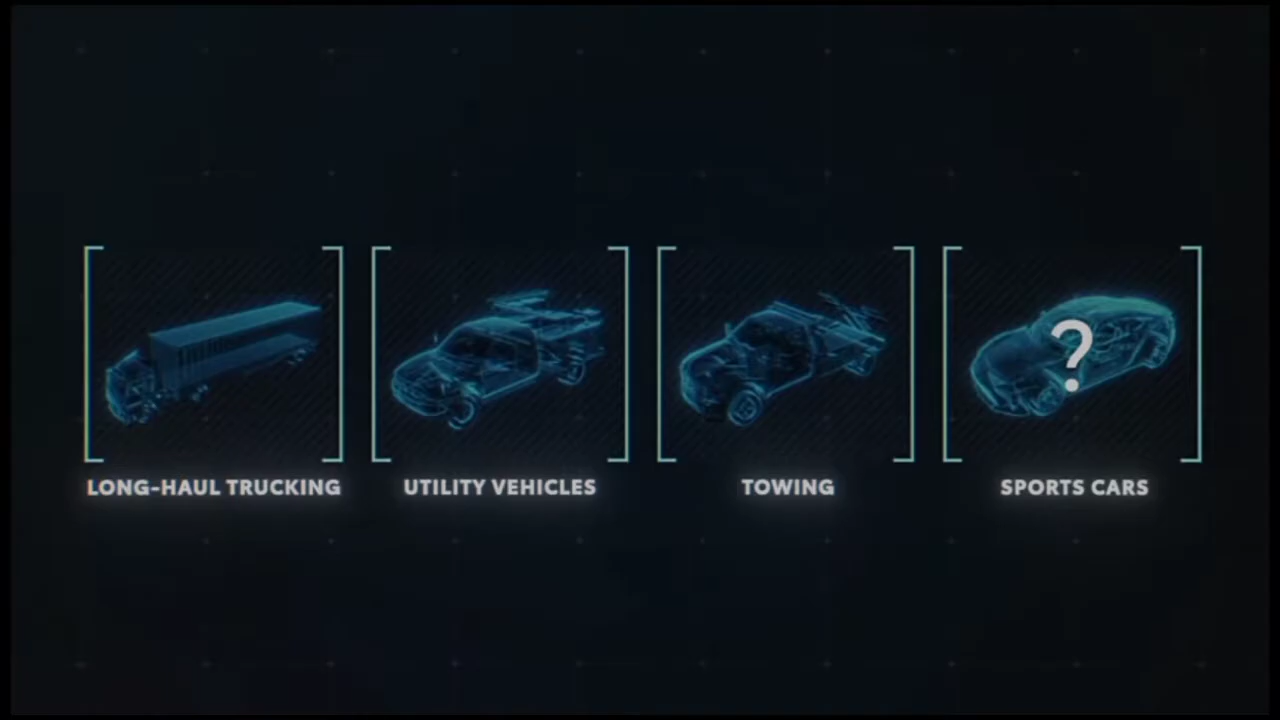 ?
LONG-HAUL TRUCKING
UTILITY VEHICLES
TOWING
SPORTS CARS